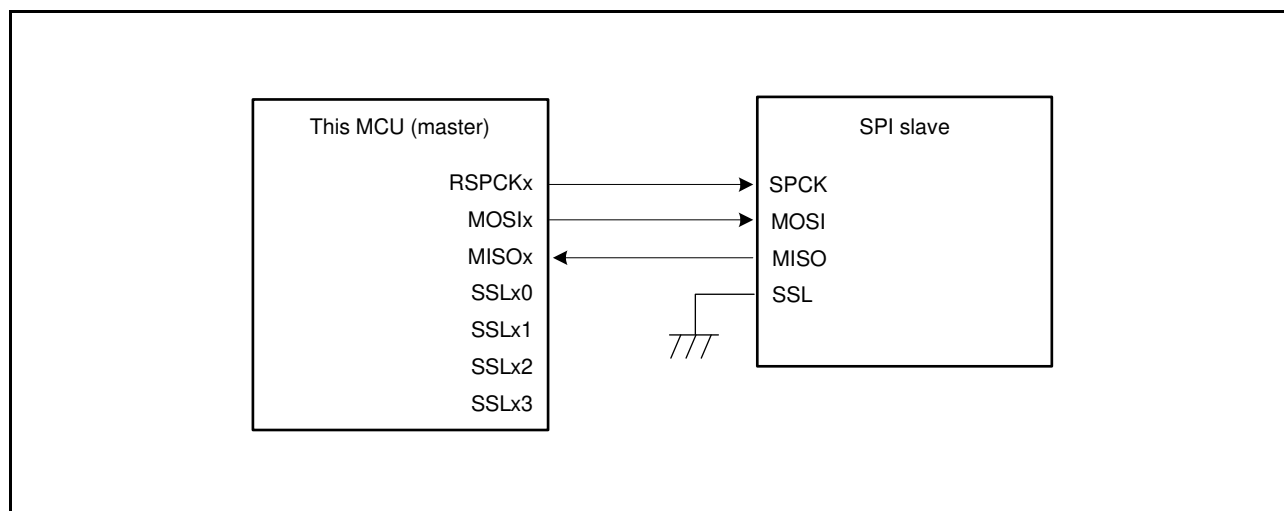 This MCU (master)
RSPCKx
MOSIx
MISOx
SSLx0
SSLx1
SSLx2
SSLx3
SPI slave
SPCK
MOSI
MISO
SSL